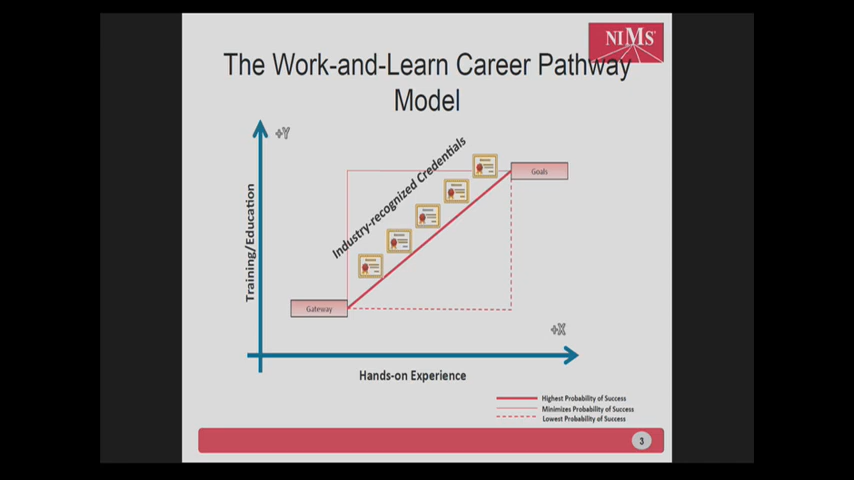 NIMS
The Work-and-Learn Career Pathway
Model
+Y
Industry-recognized Credentials
Goals
Training/Education
Gateway
+X
Hands-on Experience
Highest Probability of Success
Minimizes Probability of Success
Lowest Probability of Success
3